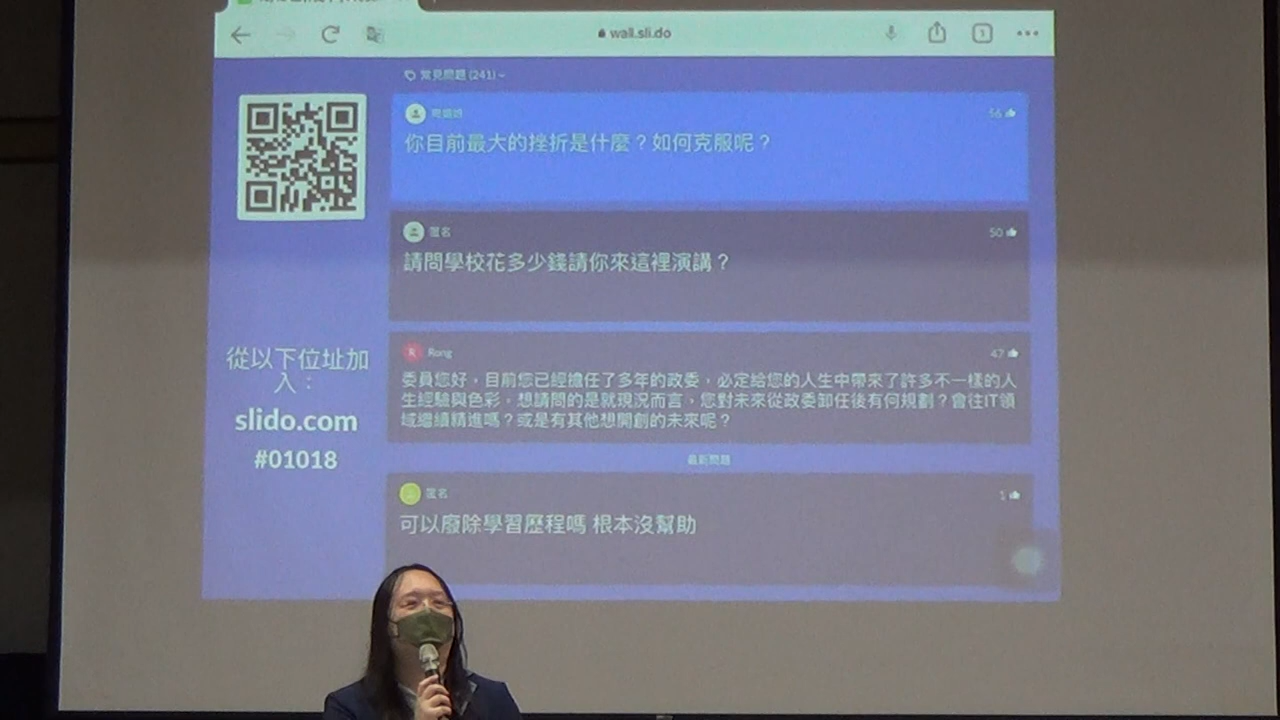 wall.sli.do
常見問題 (241)
56
你目前最大的挫折是什麼？如何克服呢？
匿名
50
請問學校花多少錢請你來這裡演講？
R Rong
47
委員您好，目前您已經擔任了多年的政委，必定給您的人生中帶來了許多不一樣的人
生經驗與色彩，想請問的是就現況而言，您對未來從政委卸任後有何規劃？會往IT領
域繼續精進嗎？或是有其他想開創的未來呢？
最新問題
匿名
1
可以廢除學習歷程嗎 根本沒幫助
從以下位址加
入：
slido.com
#01018